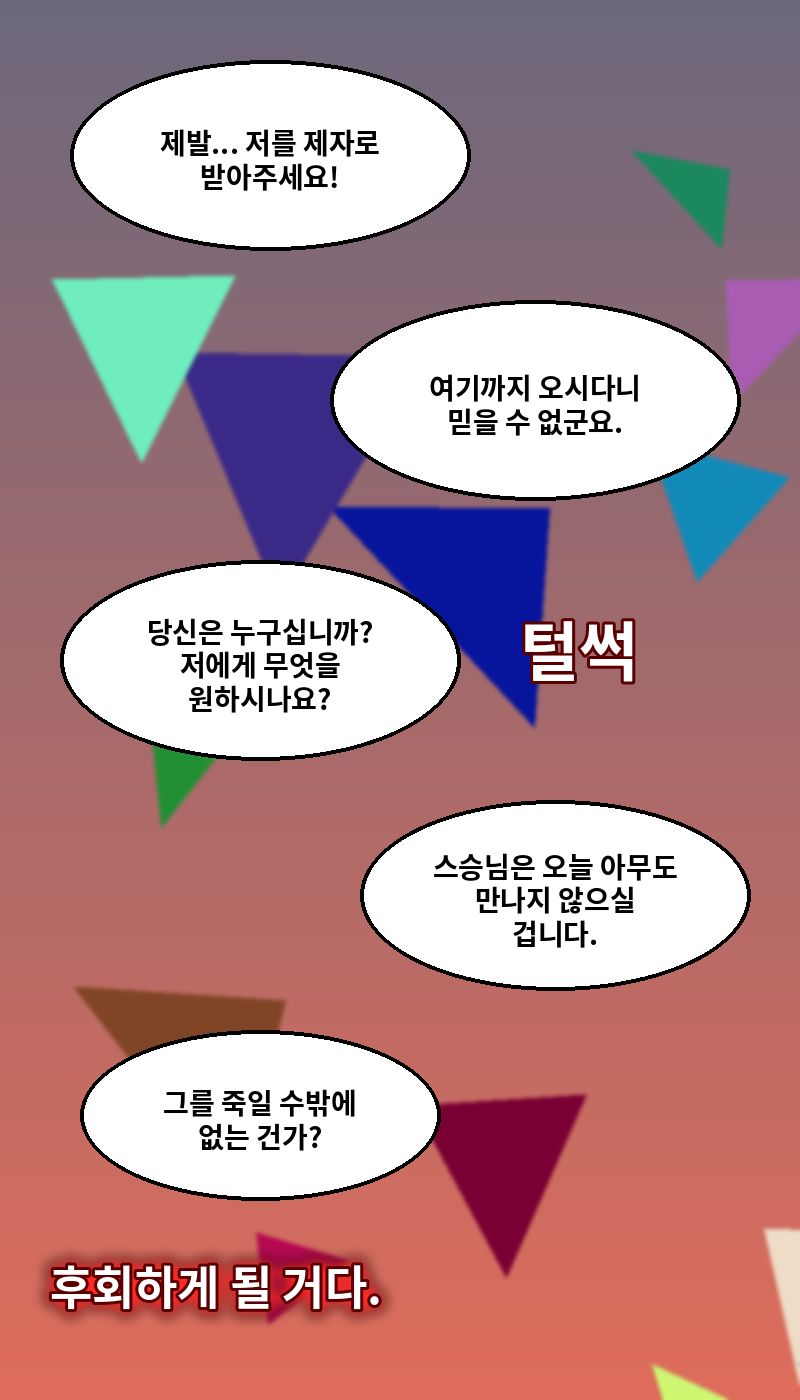 제발... 저를 제자로
받아주세요!
여기까지 오시다니
믿을 수 없군요.
당신은 누구십니까?
저에게 무엇을
원하시나요?
털썩
스승님은 오늘 아무도
만나지 않으실
겁니다.
그를 죽일 수밖에
없는 건가?
후회하게 될 거다.